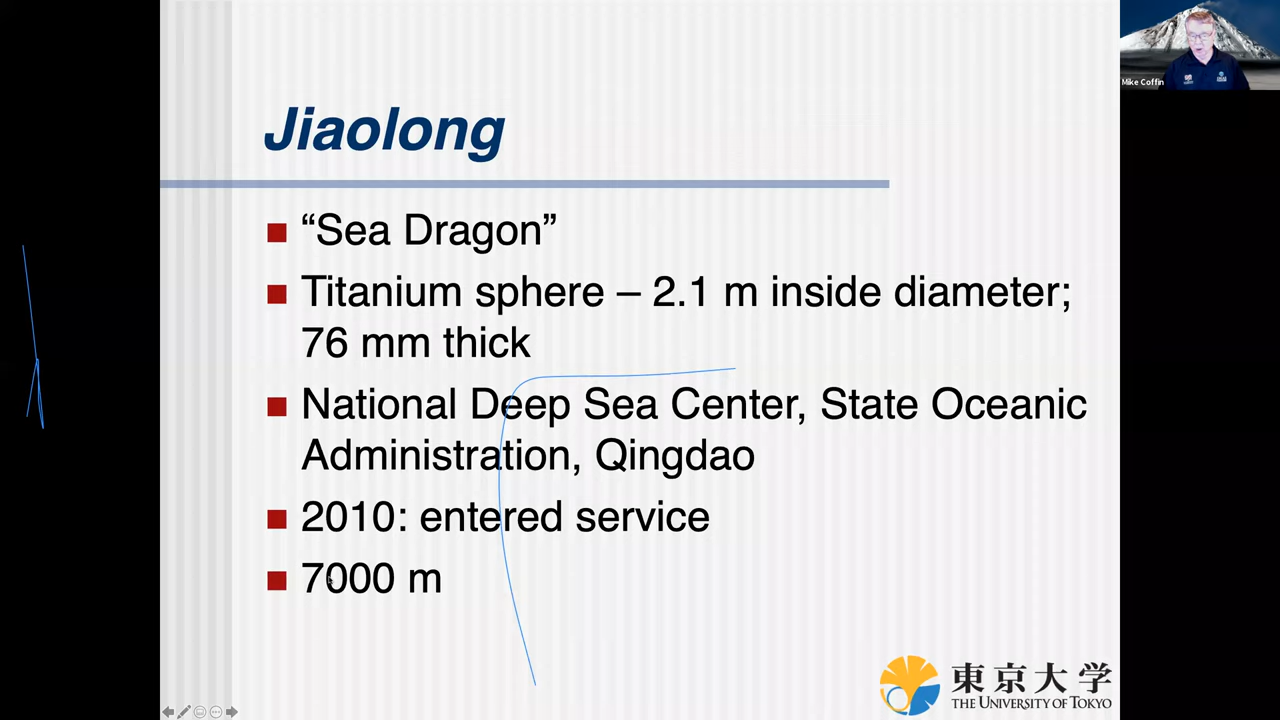 Jiaolong
“Sea Dragon”
Titanium sphere – 2.1 m inside diameter;
76 mm thick
National Deep Sea Center, State Oceanic
Administration, Qingdao
2010: entered service
7000 m
東京大学
THE UNIVERSITY OF TOKYO
Mike Coffin